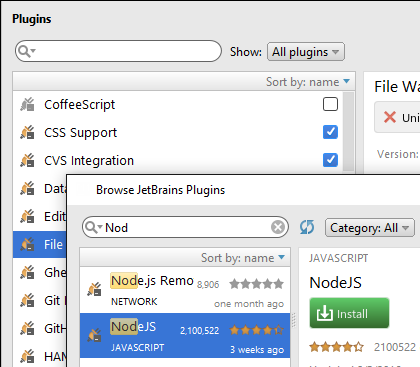 Plugins
Show: All plugins
Sort by: name
CoffeeScript
CSS Support
CVS Integration
Data
Edit
File
Ghe
Git
GitH
HAM
File Wa
Uni
Version:
Browse JetBrains Plugins
Nod
Category: All
Sort by: name
Node.js Remo 8,906
NETWORK one month ago
NodeJS 2,100,522
JAVASCRIPT 3 weeks ago
JAVASCRIPT
NodeJS
Install
2100522